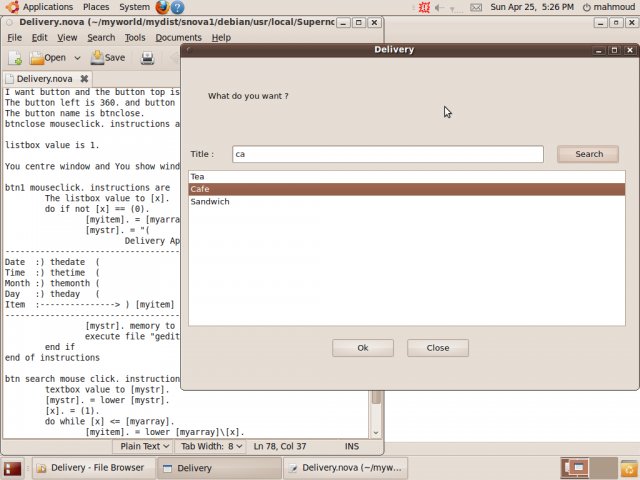 Applications Places System
Sun Apr 25, 5:26 PM mahmoud
Delivery.nova (~/myworld/mydist/snova1/debian/usr/local/Supernc
File Edit View Search Tools Documents Help
Open Save
Delivery.nova
I want button and the button top is
The button left is 360. and button
The button name is btnclose.
btnclose mouseclick. instructions a
listbox value is 1.
You centre window and You show wind
btn1 mouseclick. instructions are
The listbox value to [x].
do if not [x] == (0).
[myitem]. = [myarra
[mystr]. = "(
Delivery Ap
-----------------------------------
Date :) thedate (
Time :) thetime (
Month :) themonth (
Day :) theday (
Item :---------------> ) [myitem]
-----------------------------------
[mystr]. memory to
execute file "gedit
end if
end of instructions
btn search mouse click. instruction
textbox value to [mystr].
[mystr]. = lower [mystr].
[x]. = (1).
do while [x] <= [myarray].
[myitem]. = lower [myarray]\[x].
Plain Text Tab Width: 8 Ln 78, Col 37 INS
Delivery
What do you want ?
Title : ca Search
Tea
Cafe
Sandwich
Ok Close
Delivery - File Browser Delivery Delivery.nova (~/myw...